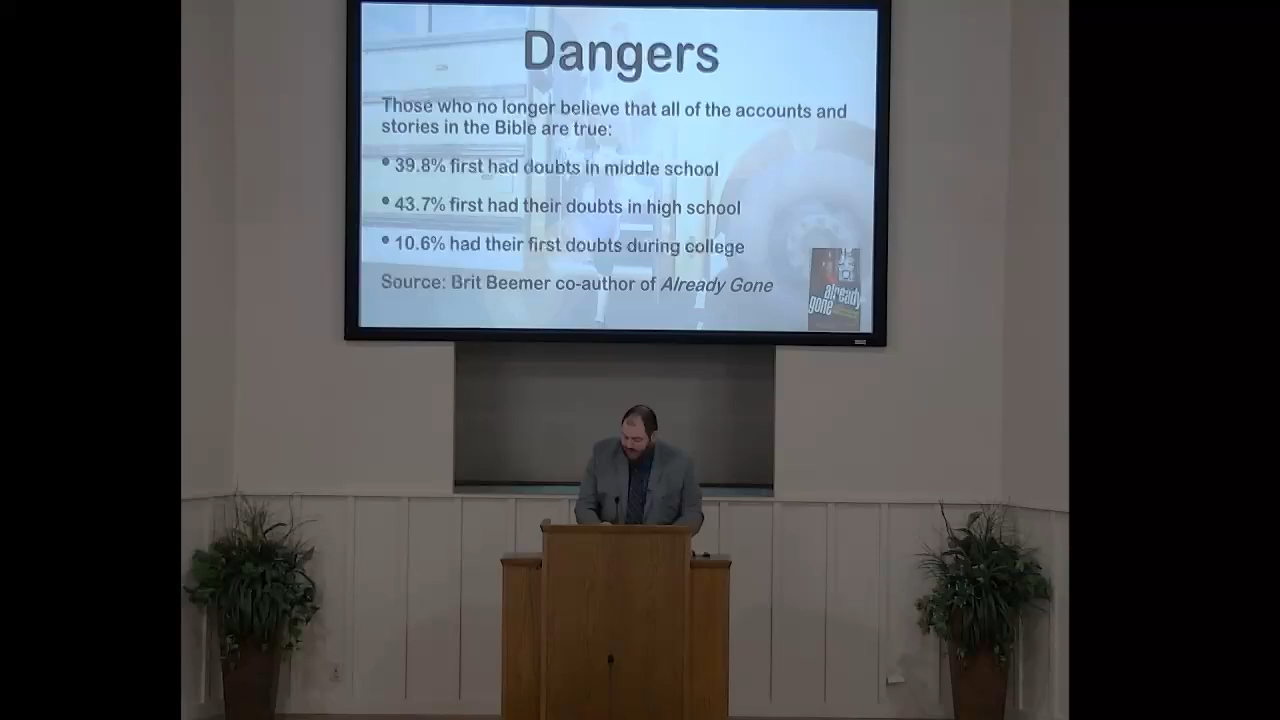 Dangers
Those who no longer believe that all of the accounts and
stories in the Bible are true:
• 39.8% first had doubts in middle school
• 43.7% first had their doubts in high school
• 10.6% had their first doubts during college
Source: Brit Beemer co-author of Already Gone
already
gone